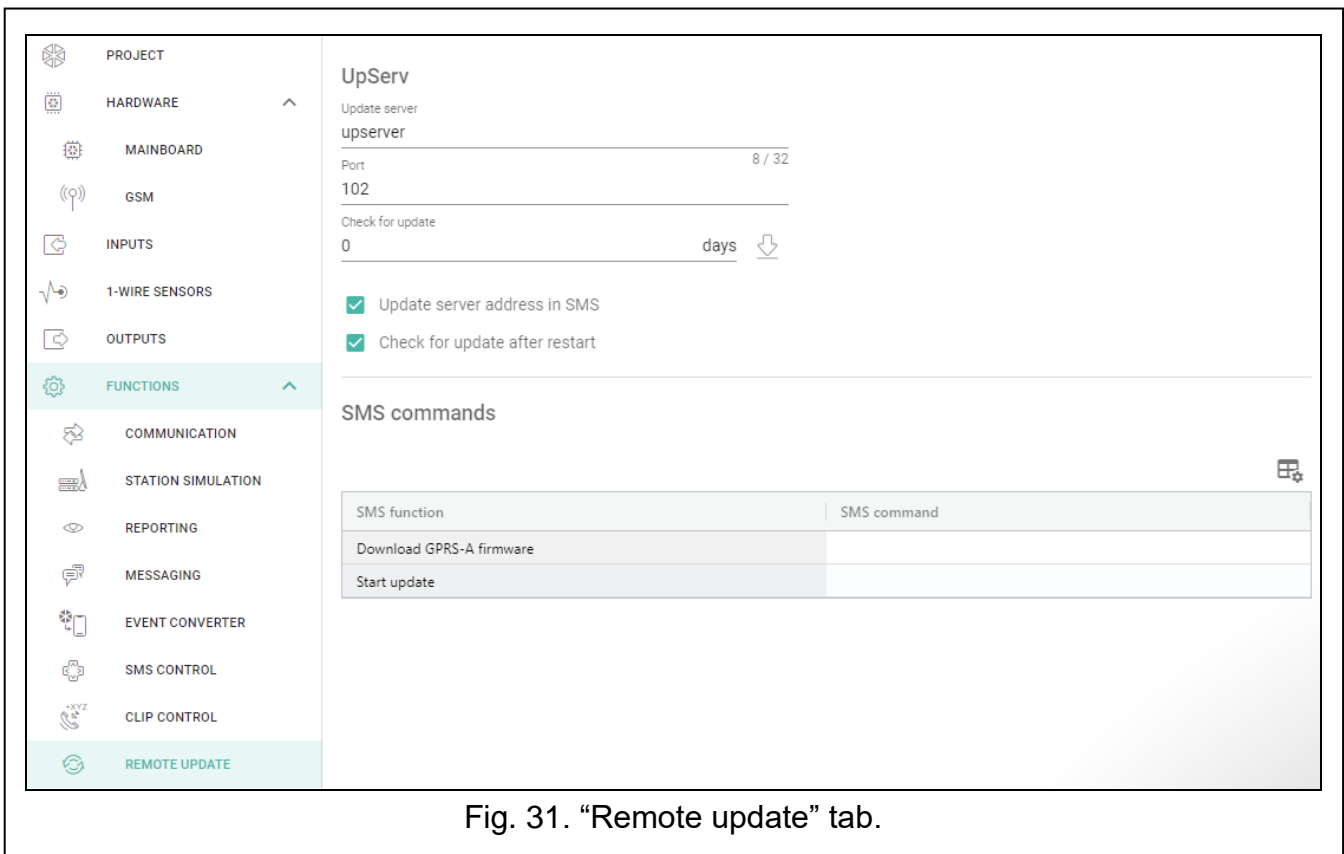 PROJECT
HARDWARE
MAINBOARD
GSM
INPUTS
1-WIRE SENSORS
OUTPUTS
FUNCTIONS
COMMUNICATION
STATION SIMULATION
REPORTING
MESSAGING
EVENT CONVERTER
SMS CONTROL
+XYZ
CLIP CONTROL
REMOTE UPDATE
UpServ
Update server
upserver
8 / 32
Port
102
Check for update
0 days
Update server address in SMS
Check for update after restart
SMS commands
SMS function SMS command
Download GPRS-A firmware
Start update
Fig. 31. “Remote update” tab.